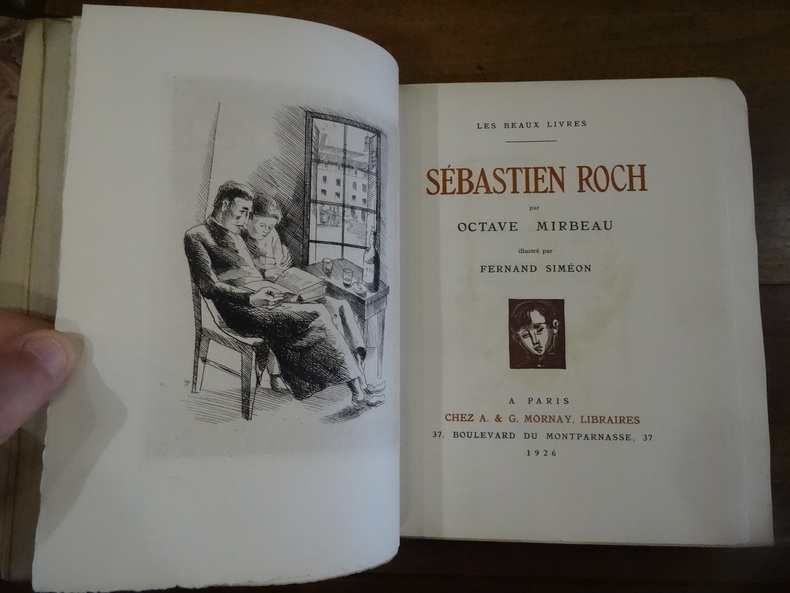 LES BEAUX LIVRES
SÉBASTIEN ROCH
par
OCTAVE MIRBEAU
illustré par
FERNAND SIMÉON
A PARIS
CHEZ A. & G. MORNAY, LIBRAIRES
37, BOULEVARD DU MONTPARNASSE, 37
1926